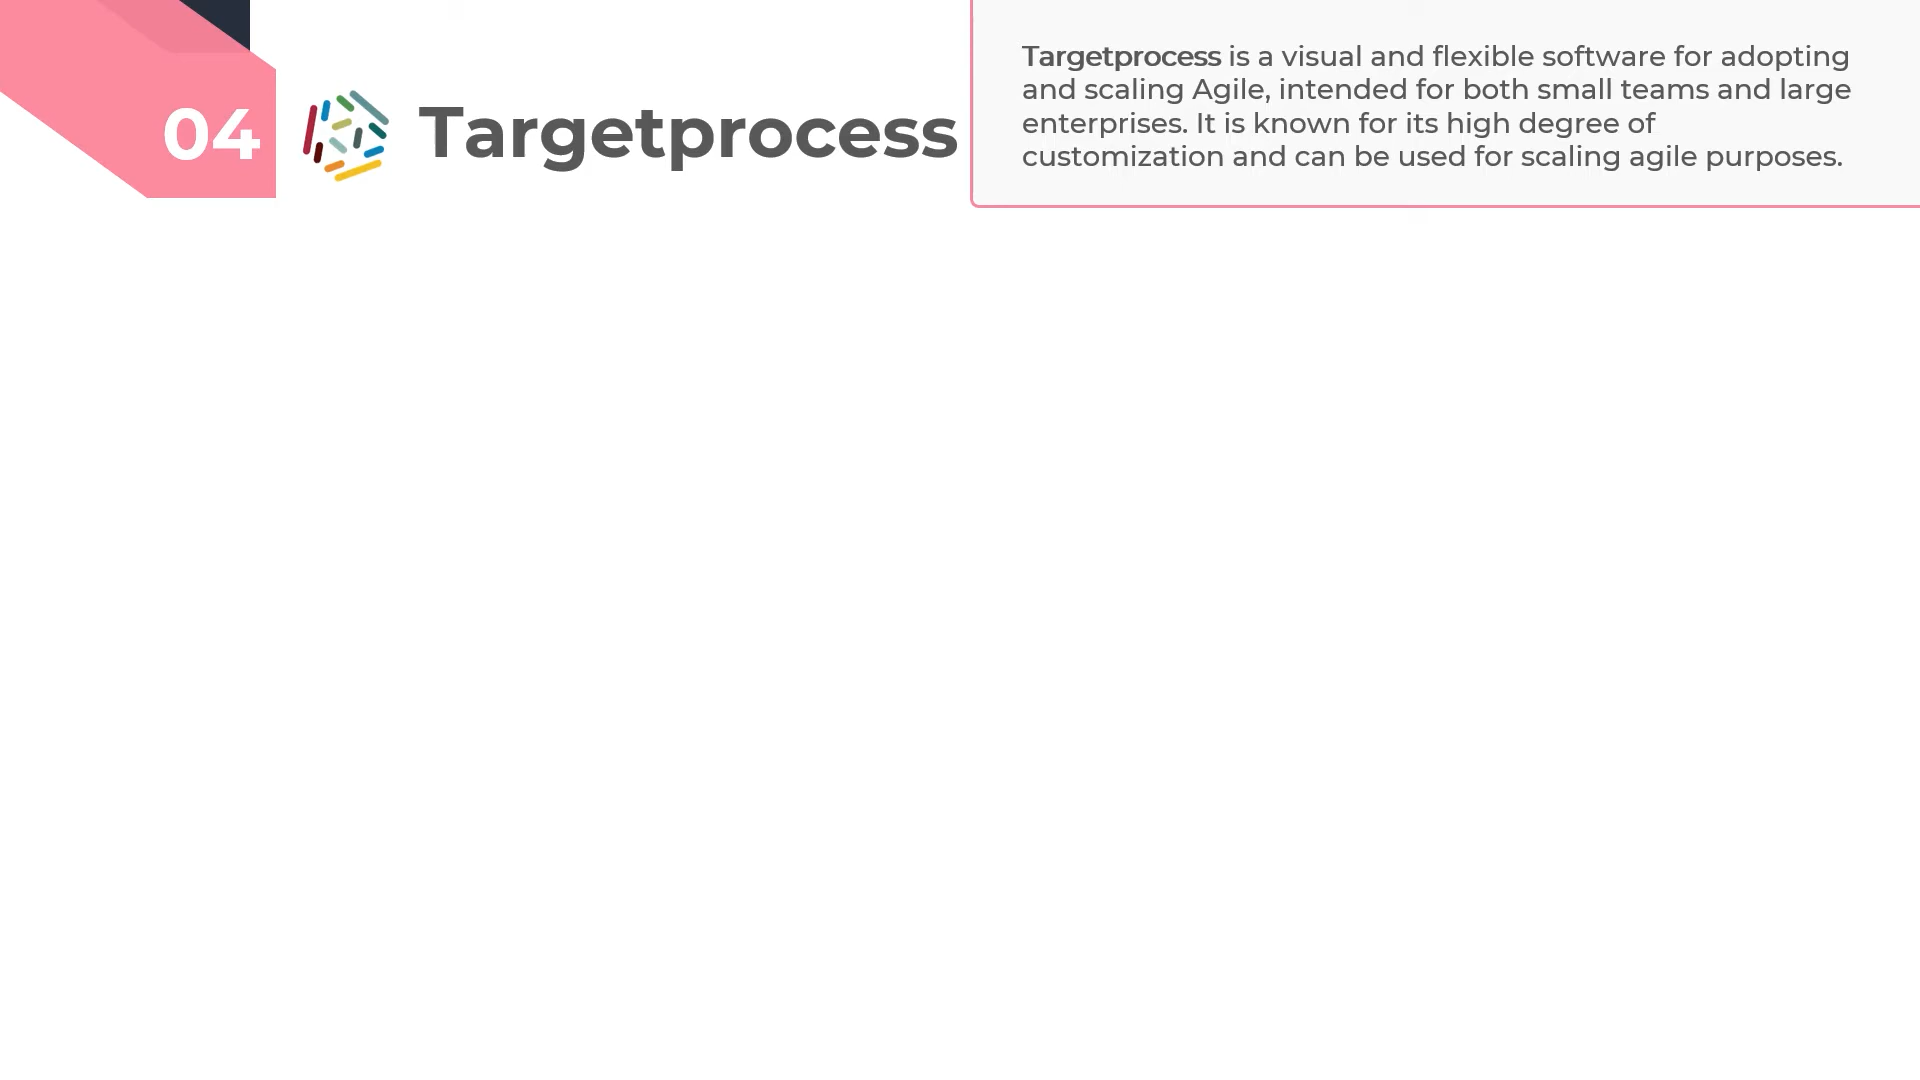 04
Targetprocess
Targetprocess is a visual and flexible software for adopting
and scaling Agile, intended for both small teams and large
enterprises. It is known for its high degree of
customization and can be used for scaling agile purposes.